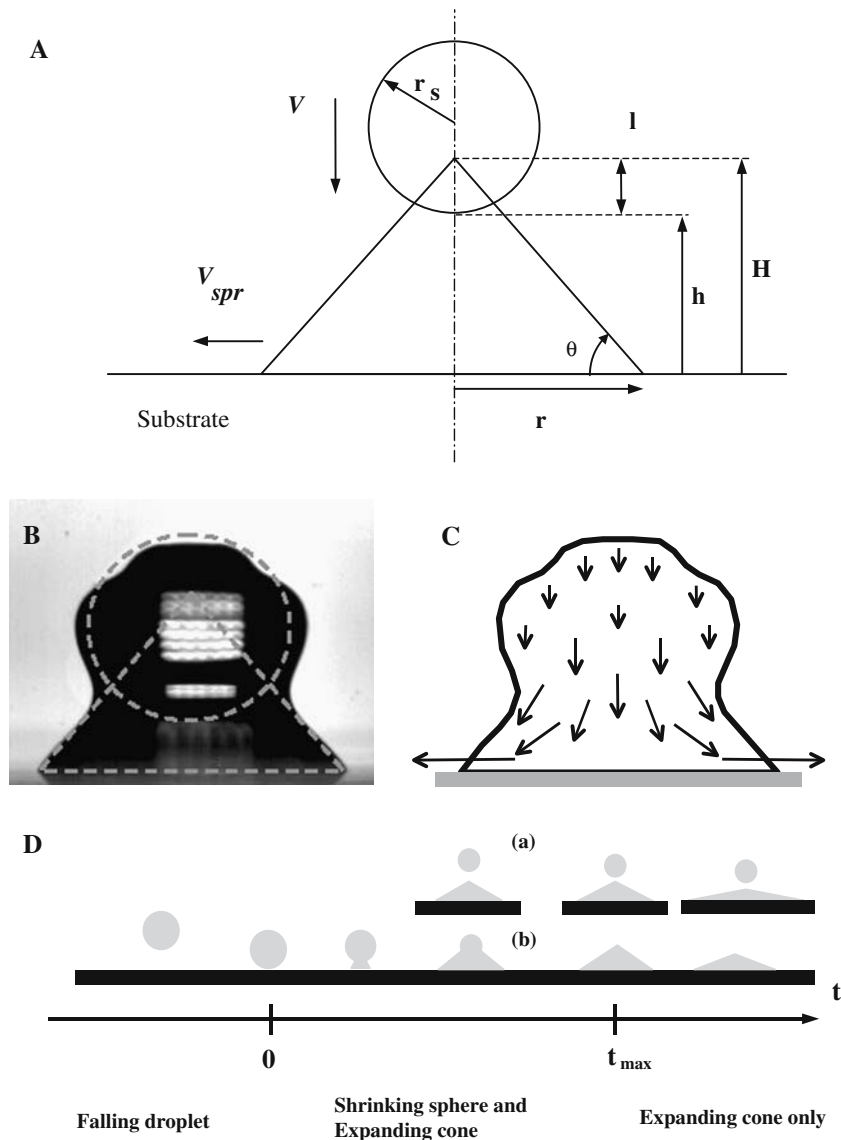 A
r s
V
l
V spr
h
H
θ
Substrate
r
B
C
D
(a)
(b)
t
0
t max
Falling droplet
Shrinking sphere and
Expanding cone
Expanding cone only